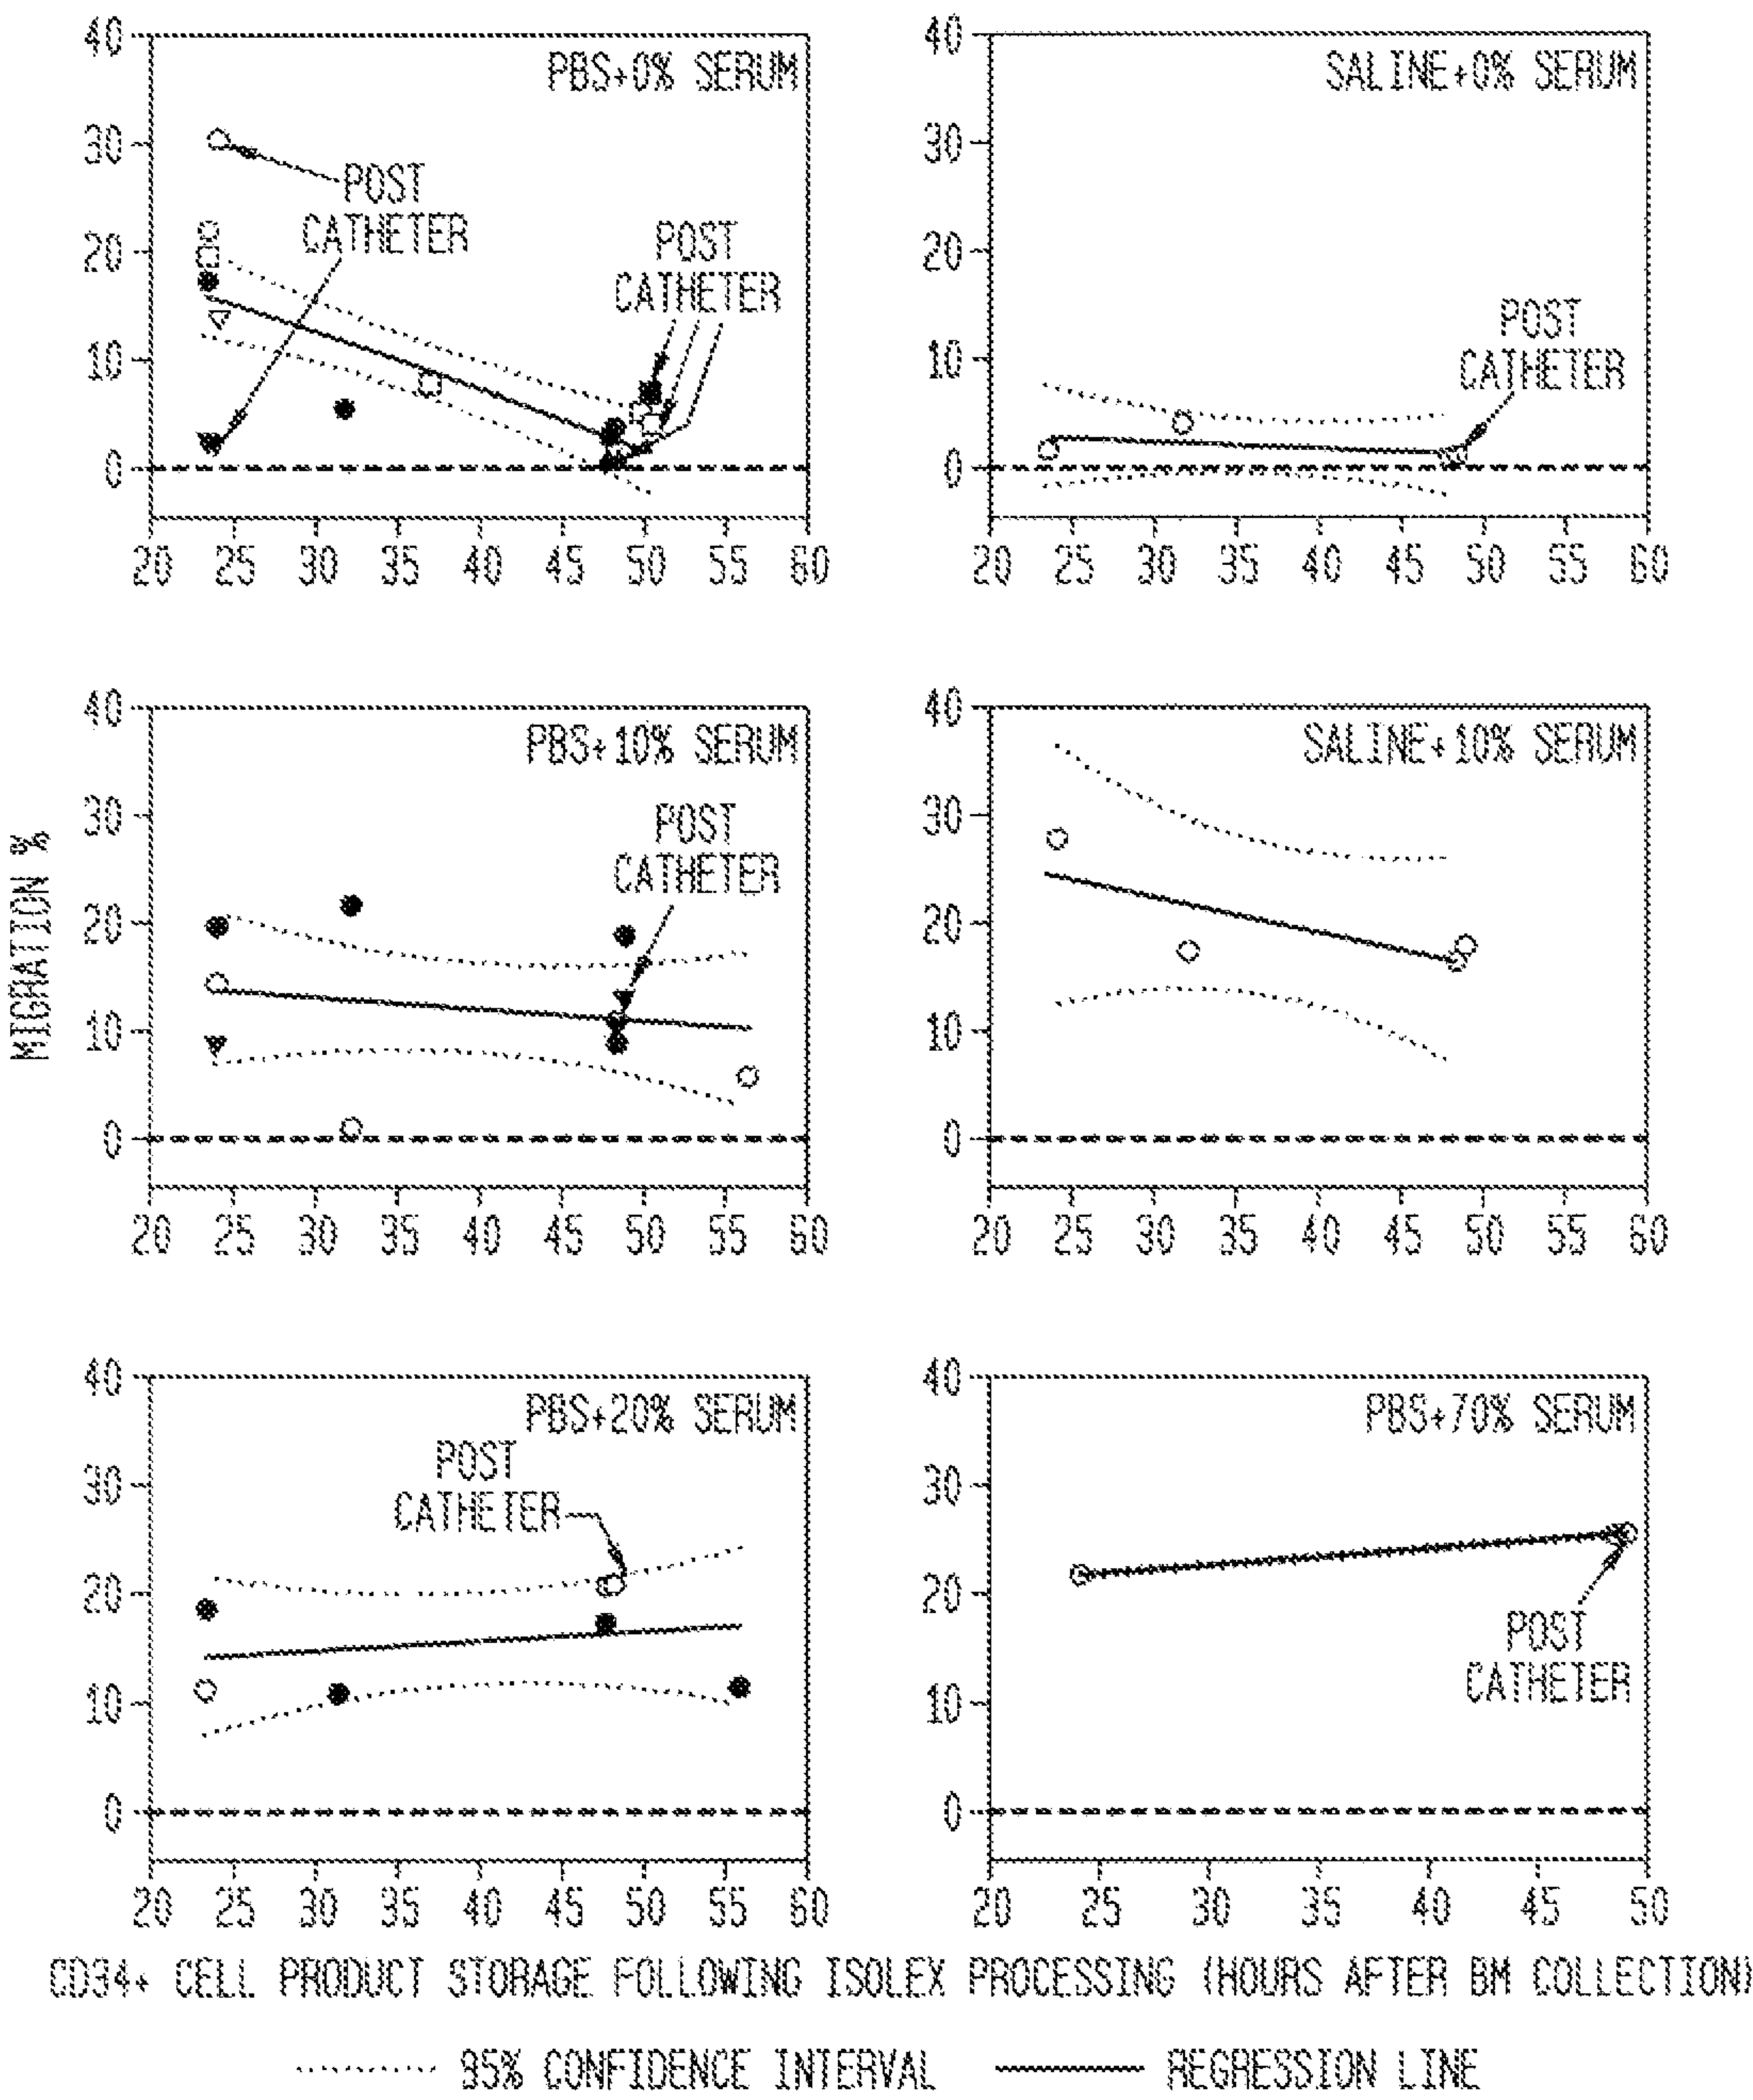 PBS+0% SERUM
40
30
20
10
0
POST
CATHETER
POST
CATHETER
20 25 30 35 40 45 50 55 60
SALINE+0% SERUM
40
30
20
10
0
POST
CATHETER
20 25 30 35 40 45 50 55 60
MIGRATION %
PBS+10% SERUM
40
30
20
10
0
POST
CATHETER
20 25 30 35 40 45 50 55 60
SALINE+10% SERUM
40
30
20
10
0
20 25 30 35 40 45 50 55 60
PBS+20% SERUM
40
30
20
10
0
POST
CATHETER
20 25 30 35 40 45 50 55 60
PBS+70% SERUM
40
30
20
10
0
POST
CATHETER
20 25 30 35 40 45 50
CD34+ CELL PRODUCT STORAGE FOLLOWING ISOLEX PROCESSING (HOURS AFTER BM COLLECTION)
95% CONFIDENCE INTERVAL
REGRESSION LINE